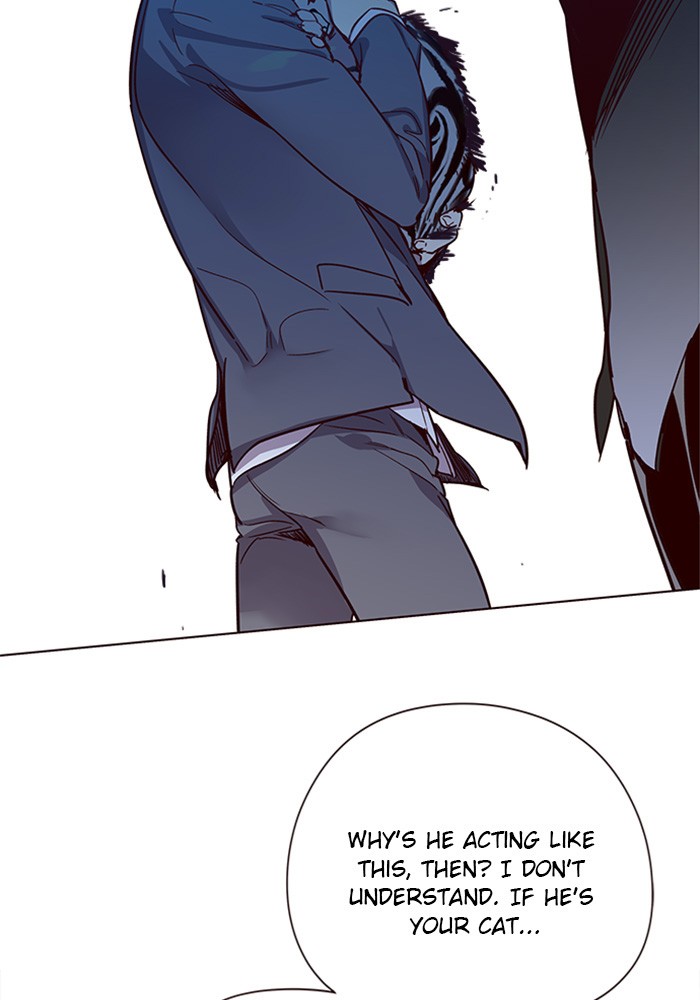 WHY'S HE ACTING LIKE
THIS, THEN? I DON'T
UNDERSTAND. IF HE'S
YOUR CAT...